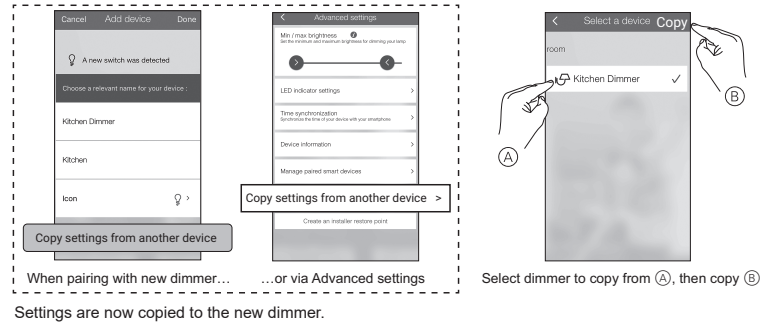 Cancel Add device Done
A new switch was detected
Choose a relevant name for your device :
Kitchen Dimmer
Kitchen
Icon >
Copy settings from another device
When pairing with new dimmer…
< Advanced settings
Min / max brightness i
Set the minimum and maximum brightness for dimming your lamp
> <
LED indicator settings >
Time synchronization >
Synchronize the time of your device with your smartphone
Device information >
Manage paired smart devices >
Copy settings from another device >
Create an installer restore point
…or via Advanced settings
< Select a device Copy
room
Kitchen Dimmer ✓
A
B
Select dimmer to copy from Ⓐ, then copy Ⓑ
Settings are now copied to the new dimmer.